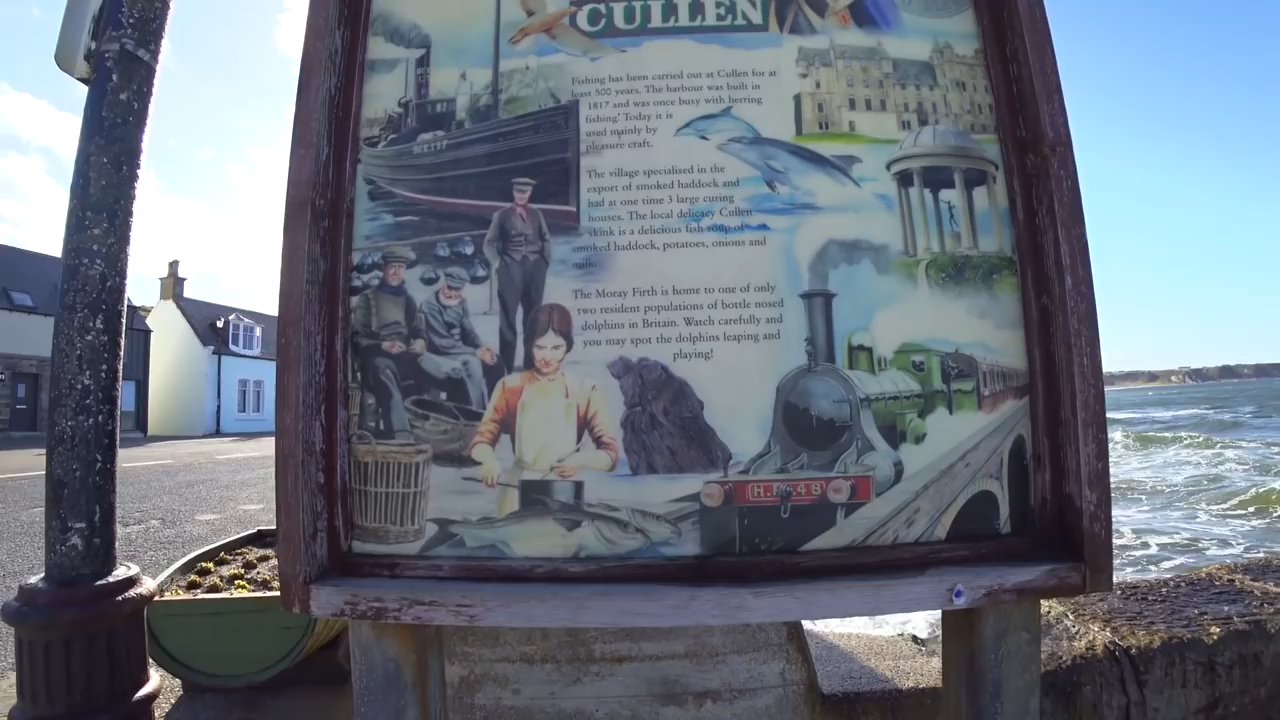 CULLEN
Fishing has been carried out at Cullen for at
least 500 years. The harbour was built in
1817 and was once busy with herring
fishing. Today it is
used mainly by
pleasure craft.
The village specialised in the
export of smoked haddock and
had at one time 3 large curing
houses. The local delicacy Cullen
skink is a delicious fish soup of
smoked haddock, potatoes, onions and
milk.
The Moray Firth is home to one of only
two resident populations of bottle nosed
dolphins in Britain. Watch carefully and
you may spot the dolphins leaping and
playing!